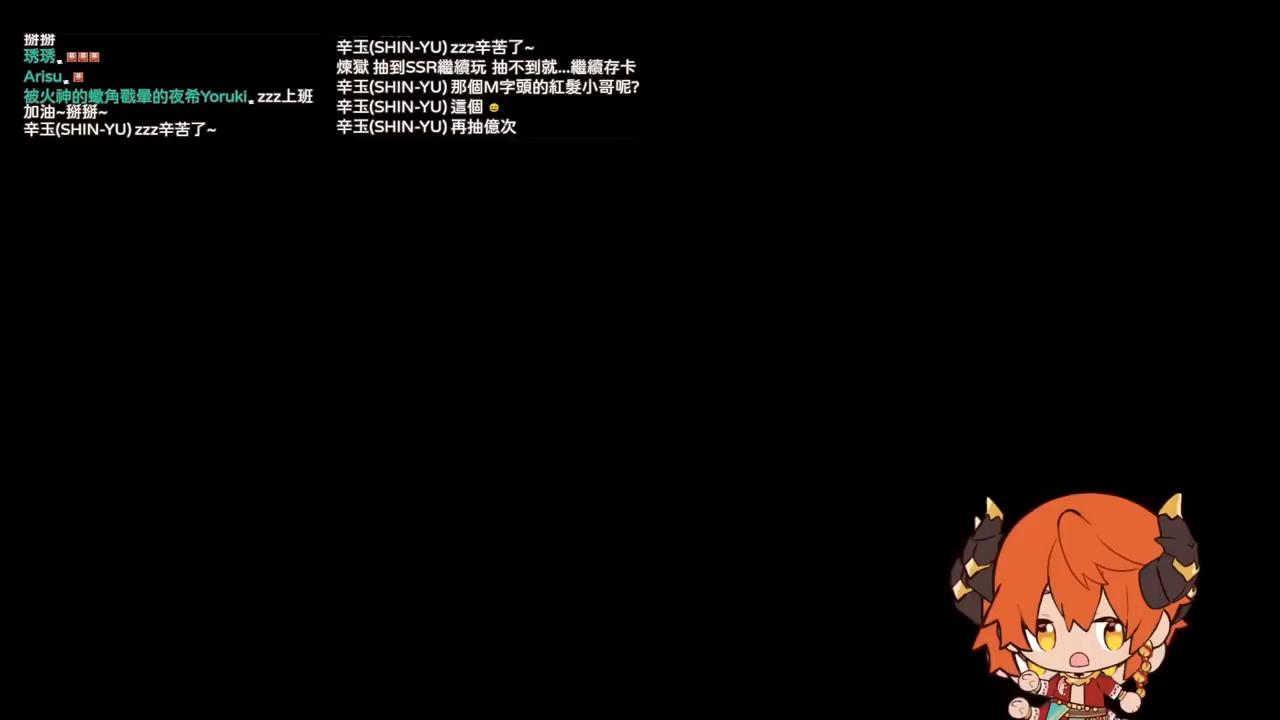 掰掰
琇琇
Arisu
被火神的蠍角戳暈的夜希Yoruki zzz上班
加油~掰掰~
辛玉(SHIN-YU) zzz辛苦了~
辛玉(SHIN-YU) zzz辛苦了~
煉獄 抽到SSR繼續玩 抽不到就...繼續存卡
辛玉(SHIN-YU) 那個M字頭的紅髮小哥呢?
辛玉(SHIN-YU) 這個
辛玉(SHIN-YU) 再抽億次